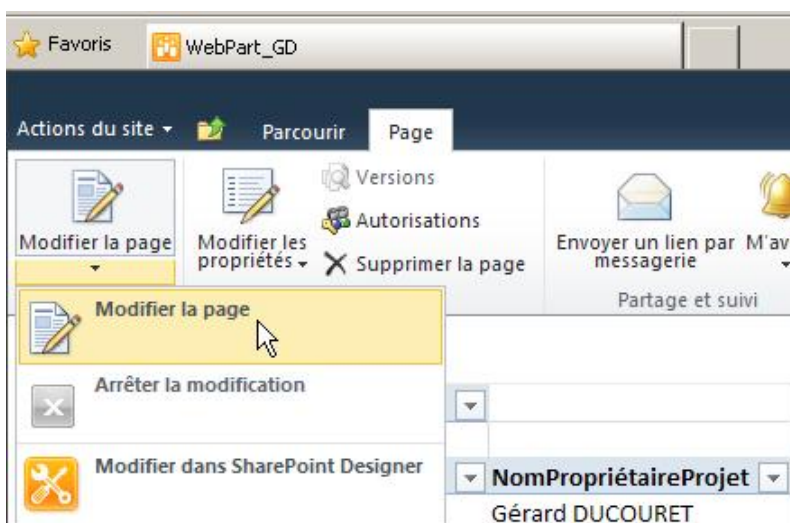 Favoris
WebPart_GD
Actions du site
Parcourir
Page
Modifier la page
Modifier les
propriétés
Versions
Autorisations
Supprimer la page
Envoyer un lien par
messagerie
M'av
Partage et suivi
Modifier la page
Arrêter la modification
Modifier dans SharePoint Designer
NomPropriétaireProjet
Gérard DUCOURET